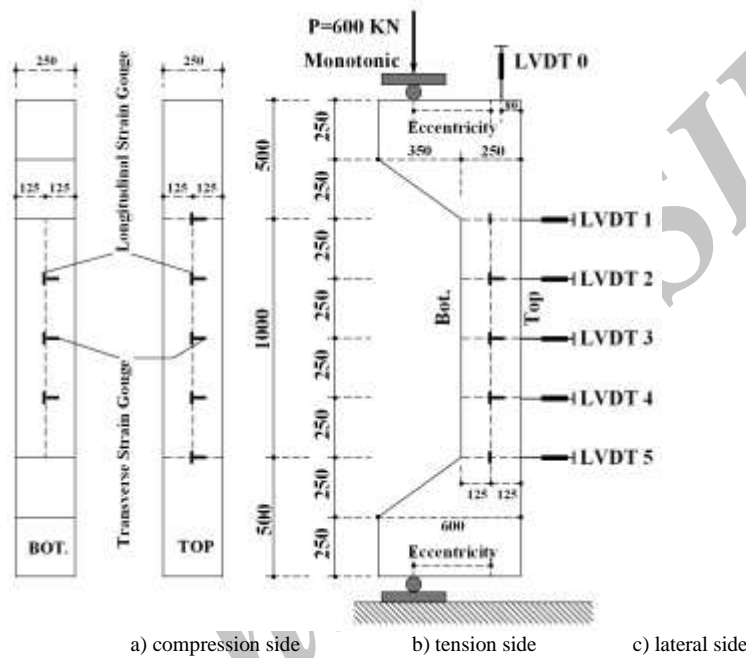 P=600 KN
Monotonic
LVDT 0
250
250
80
Eccentricity
350
250
500
250
250
125
125
125
125
Longitudinal Strain Gouge
LVDT 1
250
LVDT 2
Bot.
Top
250
LVDT 3
1000
250
LVDT 4
250
LVDT 5
Transverse Strain Gouge
125
125
250
500
600
BOT.
TOP
250
Eccentricity
a) compression side
b) tension side
c) lateral side